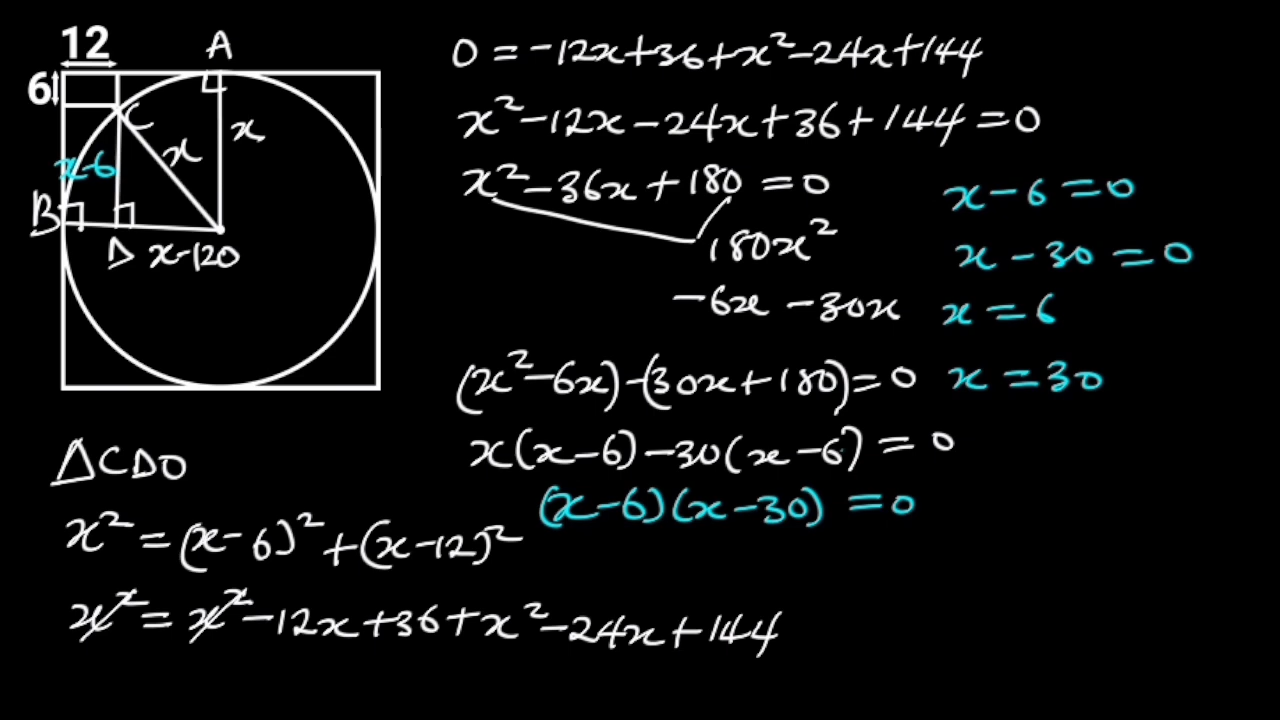 12
A
6
C
x
x
x-6
B
D x-12O
△CDO
x² = (x-6)² + (x-12)²
x² = x² -12x+36+x²-24x+144
0 = -12x+36+x²-24x+144
x²-12x-24x+36+144=0
x²-36x+180 = 0
180x²
-6x -30x
(x²-6x)-(30x+180)=0
x(x-6)-30(x-6) = 0
(x-6)(x-30) = 0
x-6 = 0
x-30 = 0
x = 6
x = 30